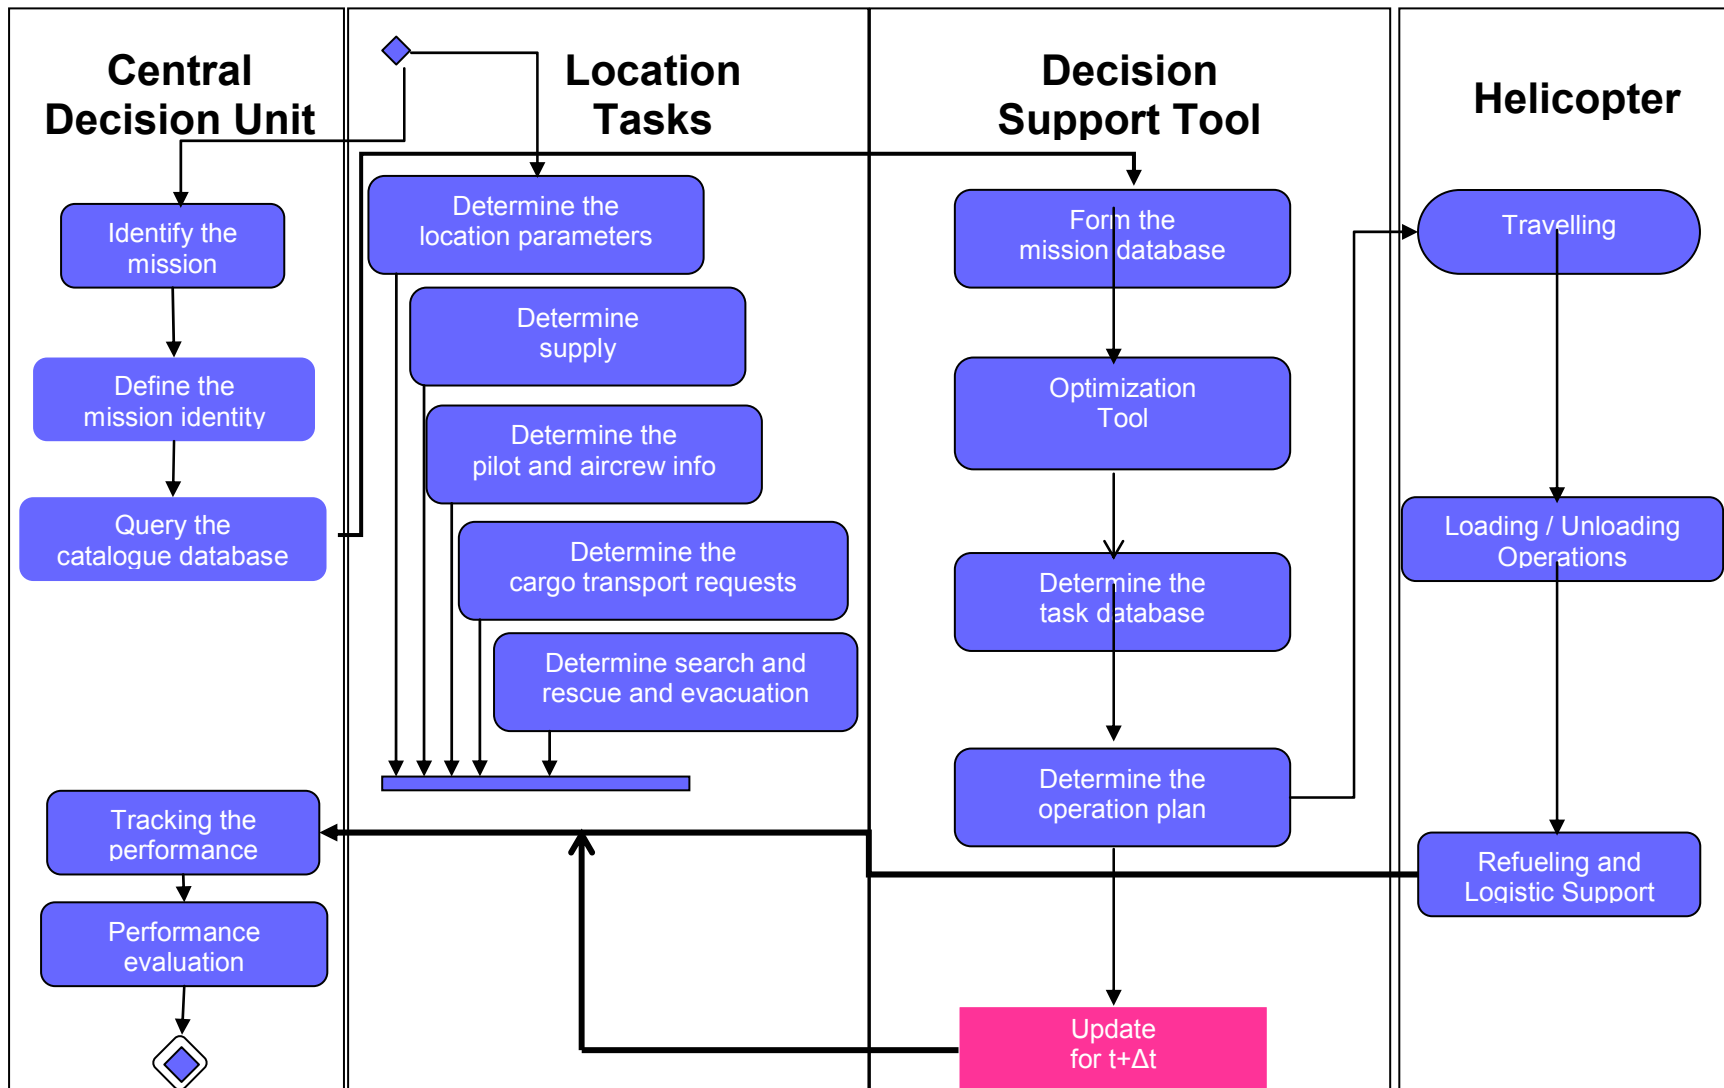 Central
Decision Unit
Identify the
mission
Define the
mission identity
Query the
catalogue database
Tracking the
performance
Performance
evaluation
Location
Tasks
Determine the
location parameters
Determine
supply
Determine the
pilot and aircrew info
Determine the
cargo transport requests
Determine search and
rescue and evacuation
Decision
Support Tool
Form the
mission database
Optimization
Tool
Determine the
task database
Determine the
operation plan
Update
for t+Δt
Helicopter
Travelling
Loading / Unloading
Operations
Refueling and
Logistic Support